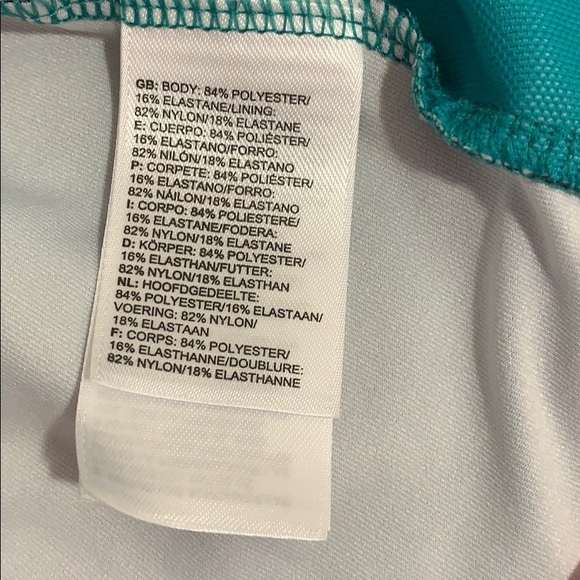 GB: BODY: 84% POLYESTER/
16% ELASTANE/LINING:
82% NYLON/18% ELASTANE
E: CUERPO: 84% POLIÉSTER/
16% ELASTANO/FORRO:
82% NILÓN/18% ELASTANO
P: CORPETE: 84% POLIÉSTER/
16% ELASTANO/FORRO:
82% NÁILON/18% ELASTANO
I: CORPO: 84% POLIESTERE/
16% ELASTANE/FODERA:
82% NYLON/18% ELASTANE
D: KÖRPER: 84% POLYESTER/
16% ELASTHAN/FUTTER:
82% NYLON/18% ELASTHAN
NL: HOOFDGEDEELTE:
84% POLYESTER/16% ELASTAAN/
VOERING: 82% NYLON/
18% ELASTAAN
F: CORPS: 84% POLYESTER/
16% ELASTHANNE/DOUBLURE:
82% NYLON/18% ELASTHANNE